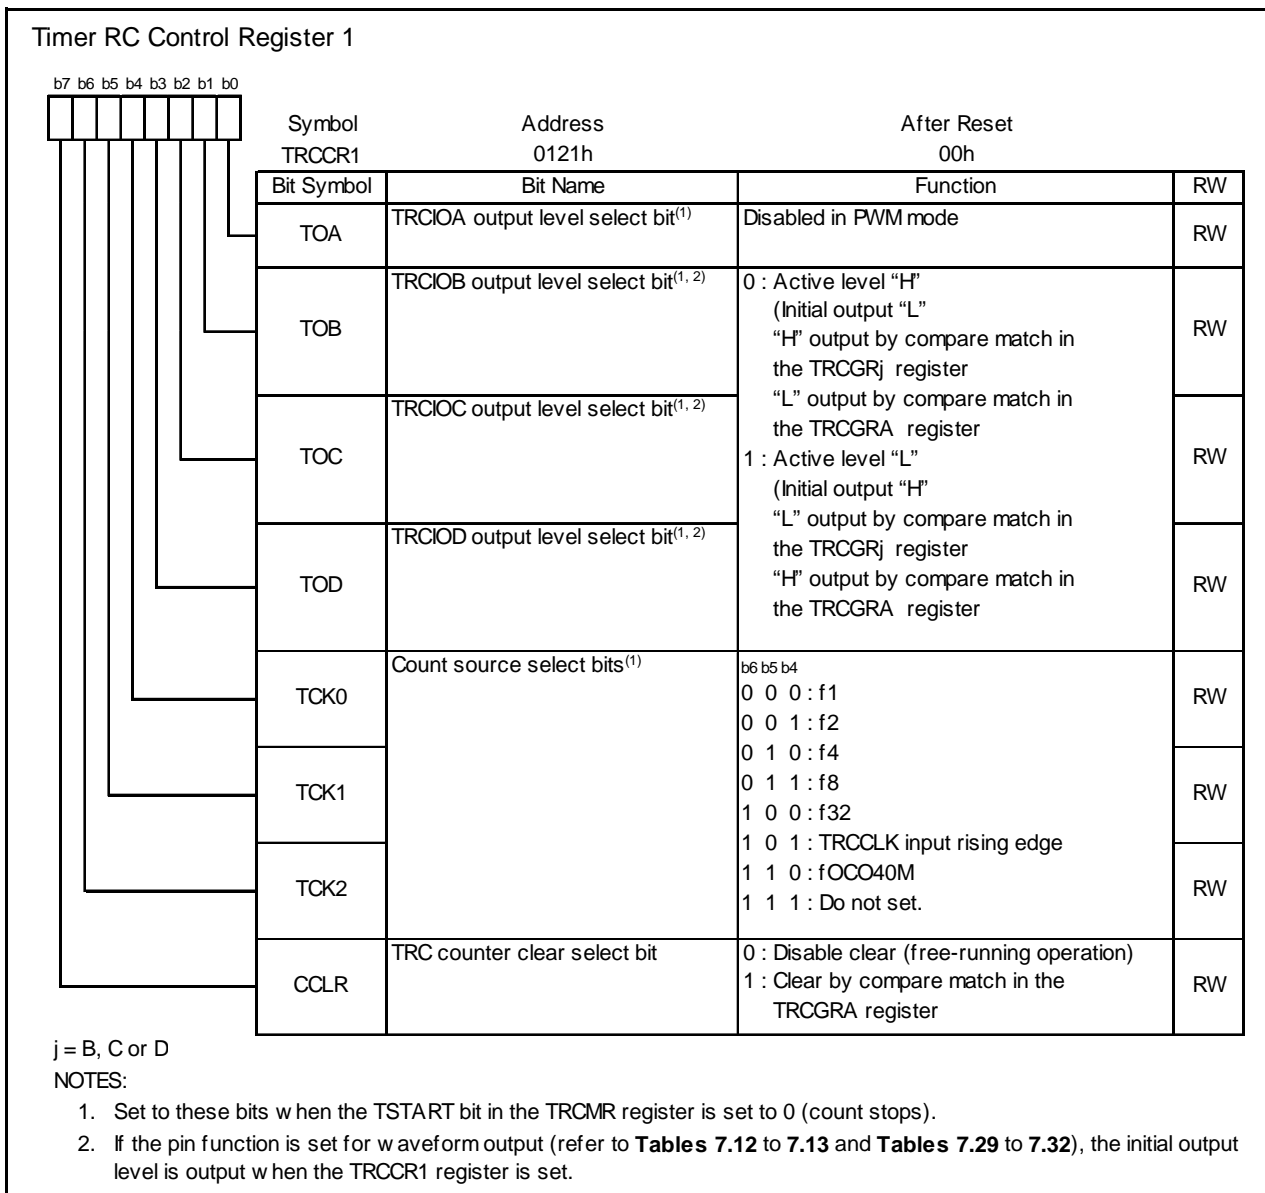 Timer RC Control Register 1
b7 b6 b5 b4 b3 b2 b1 b0
Symbol Address After Reset
TRCCR1 0121h 00h
Bit Symbol Bit Name Function RW
TOA TRCIOA output level select bit(1) Disabled in PWM mode RW
TOB TRCIOB output level select bit(1, 2) RW
TOC TRCIOC output level select bit(1, 2) RW
TOD TRCIOD output level select bit(1, 2) RW
0 : Active level “H”
(Initial output “L”
“H” output by compare match in
the TRCGRj register
“L” output by compare match in
the TRCGRA register
1 : Active level “L”
(Initial output “H”
“L” output by compare match in
the TRCGRj register
“H” output by compare match in
the TRCGRA register
TCK0 Count source select bits(1) RW
TCK1 RW
TCK2 RW
b6 b5 b4
0 0 0 : f1
0 0 1 : f2
0 1 0 : f4
0 1 1 : f8
1 0 0 : f32
1 0 1 : TRCCLK input rising edge
1 1 0 : fOCO40M
1 1 1 : Do not set.
CCLR TRC counter clear select bit RW
0 : Disable clear (free-running operation)
1 : Clear by compare match in the
TRCGRA register
j = B, C or D
NOTES:
1. Set to these bits when the TSTART bit in the TRCMR register is set to 0 (count stops).
2. If the pin function is set for waveform output (refer to Tables 7.12 to 7.13 and Tables 7.29 to 7.32), the initial output
level is output when the TRCCR1 register is set.